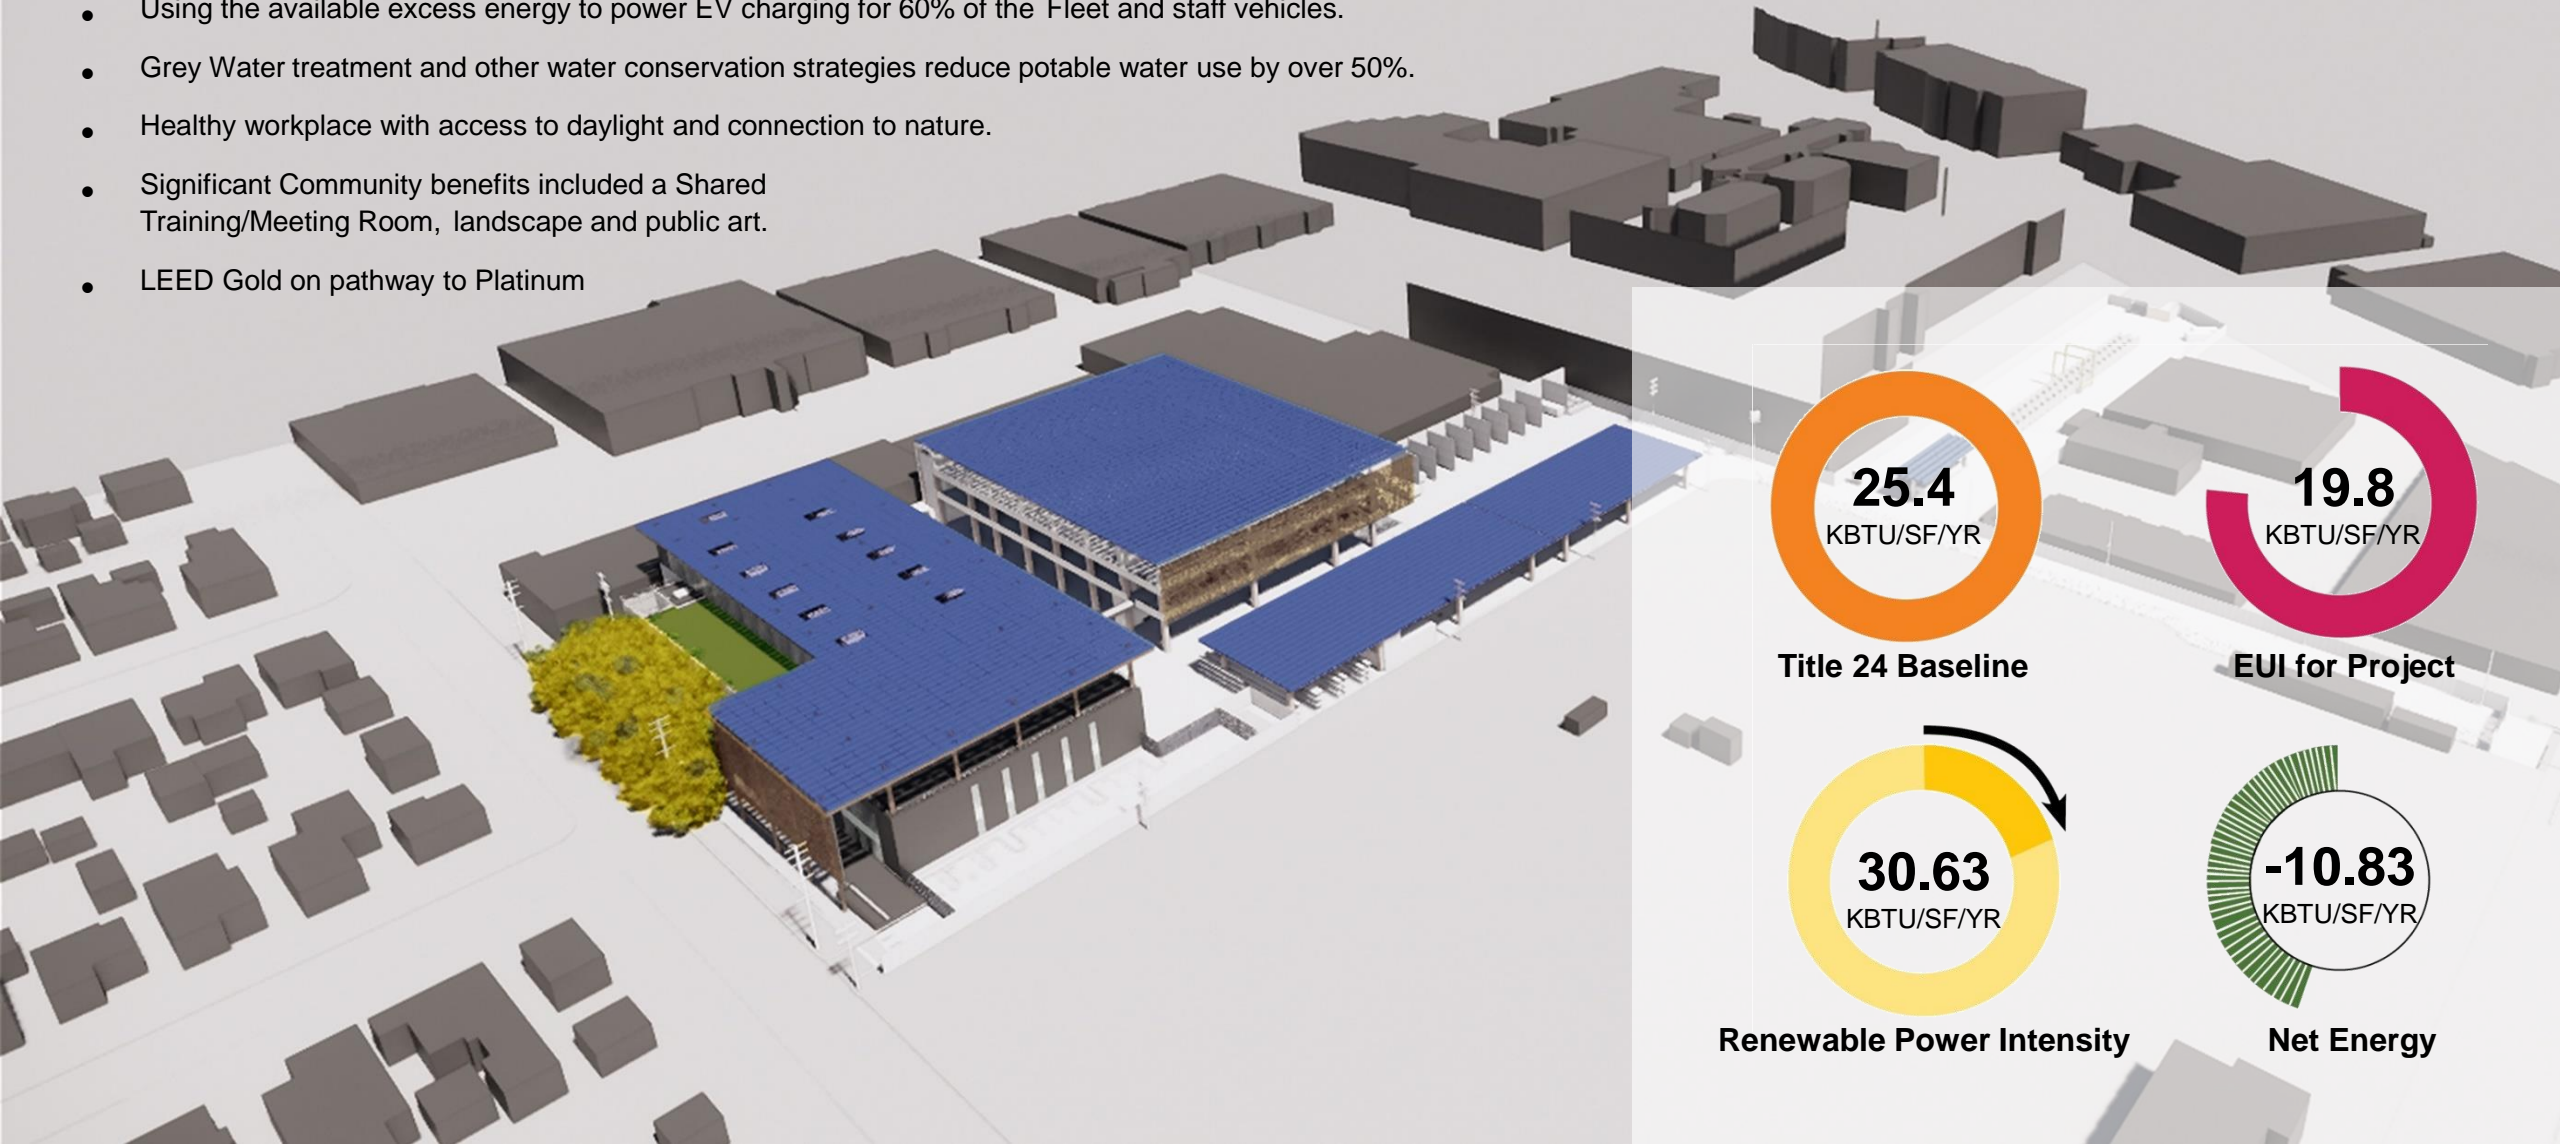 Using the available excess energy to power EV charging for 60% of the Fleet and staff vehicles.
Grey Water treatment and other water conservation strategies reduce potable water use by over 50%.
Healthy workplace with access to daylight and connection to nature.
Significant Community benefits included a Shared
Training/Meeting Room, landscape and public art.
LEED Gold on pathway to Platinum
25.4
KBTU/SF/YR
Title 24 Baseline
19.8
KBTU/SF/YR
EUI for Project
30.63
KBTU/SF/YR
Renewable Power Intensity
-10.83
KBTU/SF/YR
Net Energy